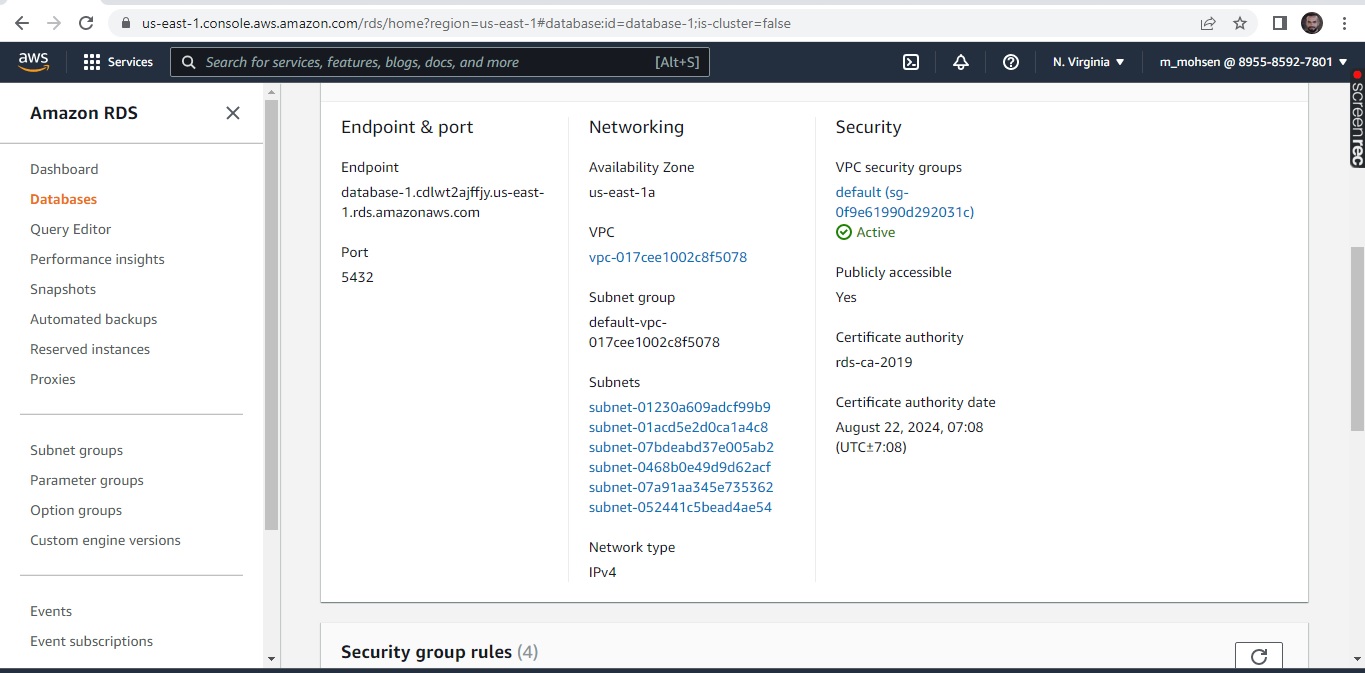 us-east-1.console.aws.amazon.com/rds/home?region=us-east-1#database:id=database-1;is-cluster=false
aws
Services
Search for services, features, blogs, docs, and more
[Alt+S]
N. Virginia
m_mohsen @ 8955-8592-7801
screenrec
Amazon RDS
Dashboard
Databases
Query Editor
Performance insights
Snapshots
Automated backups
Reserved instances
Proxies
Subnet groups
Parameter groups
Option groups
Custom engine versions
Events
Event subscriptions
Endpoint & port
Endpoint
database-1.cdlwt2ajffjy.us-east-
1.rds.amazonaws.com
Port
5432
Networking
Availability Zone
us-east-1a
VPC
vpc-017cee1002c8f5078
Subnet group
default-vpc-
017cee1002c8f5078
Subnets
subnet-01230a609adcf99b9
subnet-01acd5e2d0ca1a4c8
subnet-07bdeabd37e005ab2
subnet-0468b0e49d9d62acf
subnet-07a91aa345e735362
subnet-052441c5bead4ae54
Network type
IPv4
Security
VPC security groups
default (sg-
0f9e61990d292031c)
Active
Publicly accessible
Yes
Certificate authority
rds-ca-2019
Certificate authority date
August 22, 2024, 07:08
(UTC±7:08)
Security group rules (4)